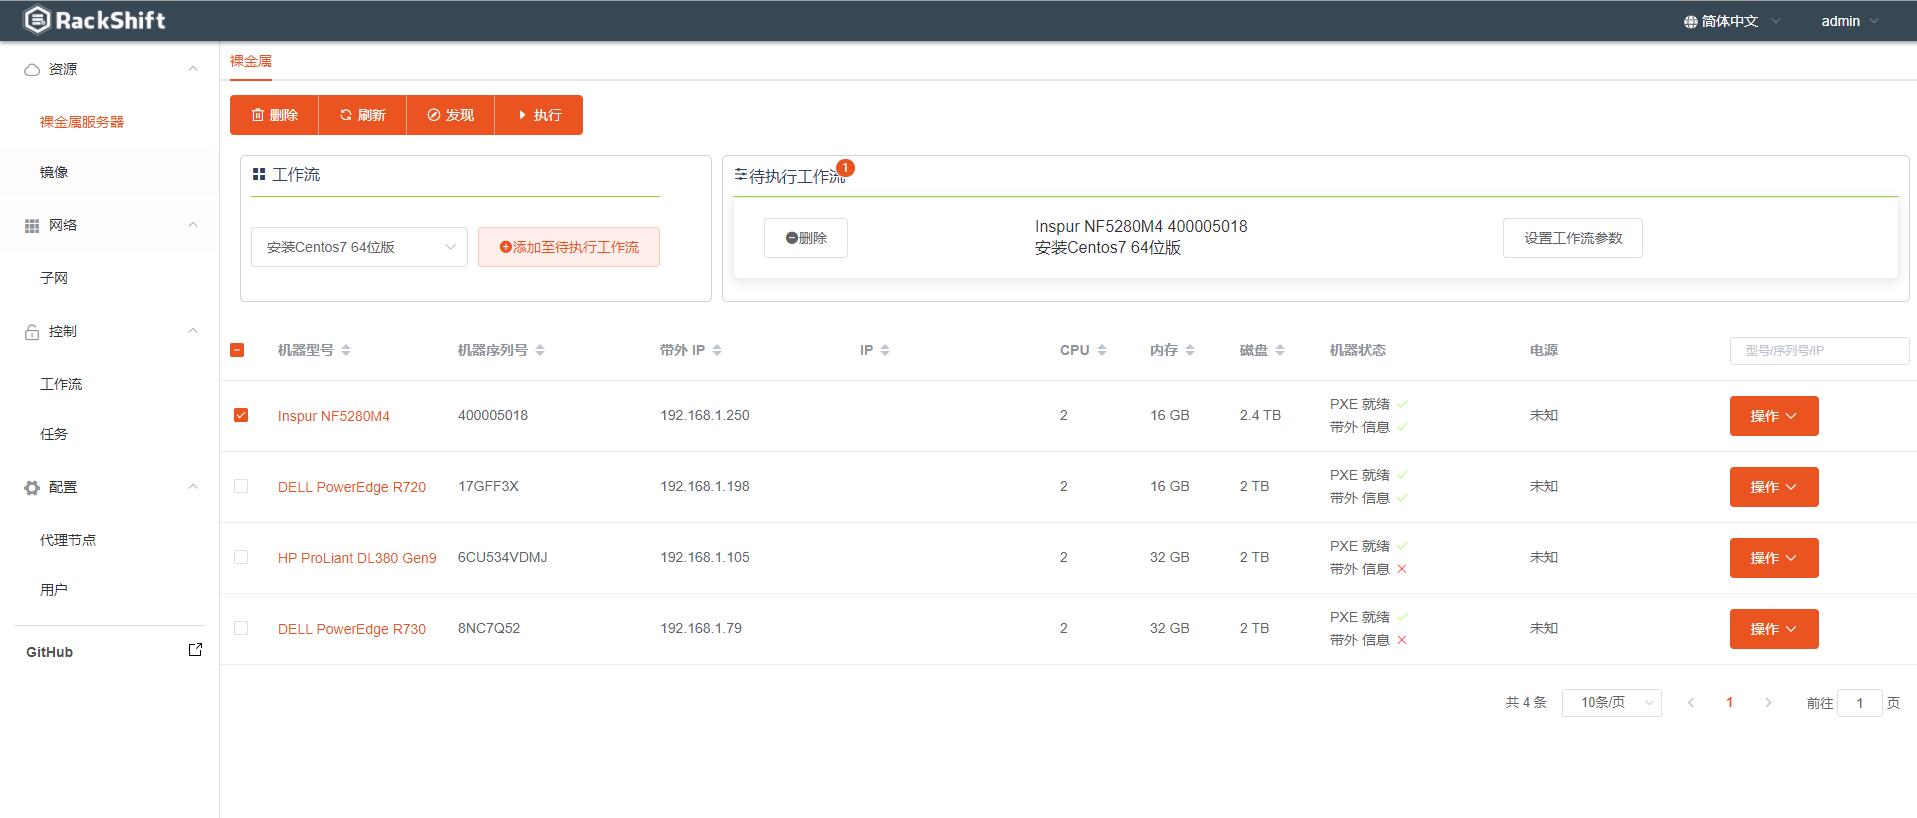 RackShift
简体中文
admin
资源
裸金属服务器
镜像
网络
子网
控制
工作流
任务
配置
代理节点
用户
GitHub
裸金属
删除 刷新 发现 执行
工作流
安装Centos7 64位版 添加至待执行工作流
待执行工作流 1
删除
Inspur NF5280M4 400005018
安装Centos7 64位版
设置工作流参数
机器型号 机器序列号 带外 IP IP CPU 内存 磁盘 机器状态 电源 型号/序列号/IP
Inspur NF5280M4 400005018 192.168.1.250 2 16 GB 2.4 TB PXE 就绪
带外 信息
未知 操作
DELL PowerEdge R720 17GFF3X 192.168.1.198 2 16 GB 2 TB PXE 就绪
带外 信息
未知 操作
HP ProLiant DL380 Gen9 6CU534VDMJ 192.168.1.105 2 32 GB 2 TB PXE 就绪
带外 信息
未知 操作
DELL PowerEdge R730 8NC7Q52 192.168.1.79 2 32 GB 2 TB PXE 就绪
带外 信息
未知 操作
共 4 条 10条/页 1 前往 1 页